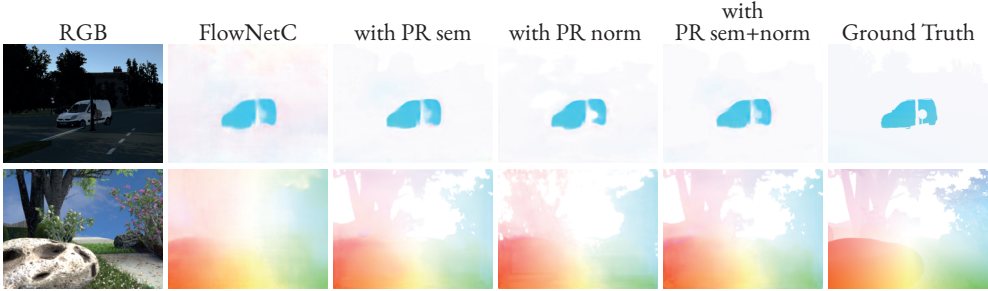 RGB
FlowNetC
with PR sem
with PR norm
with
PR sem+norm
Ground Truth